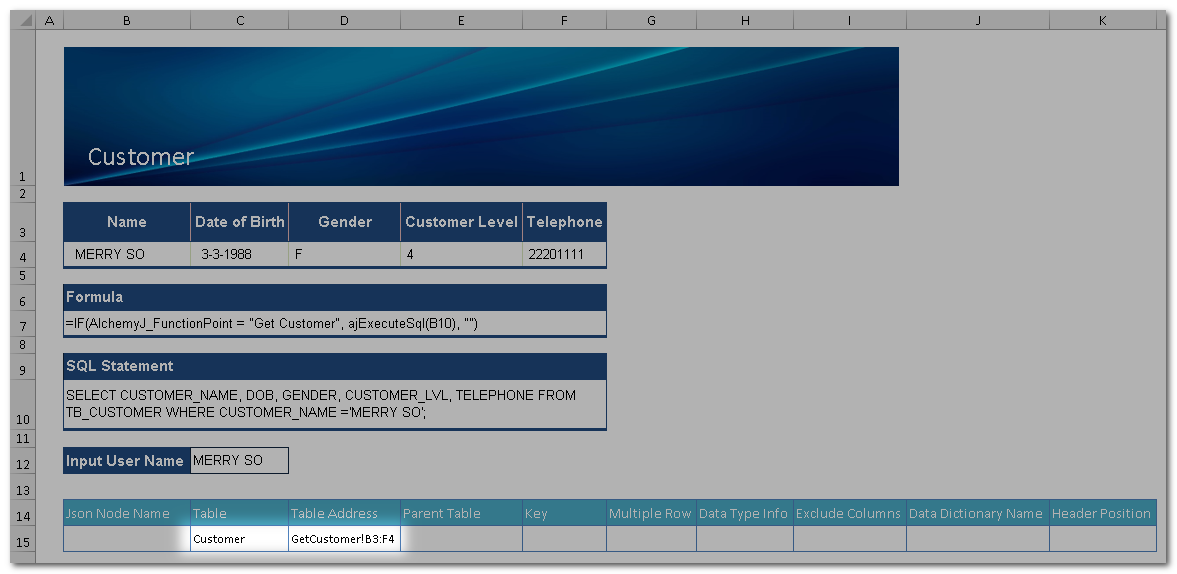 A B C D E F G H I J K
Customer
1
2
3 Name Date of Birth Gender Customer Level Telephone
4 MERRY SO 3-3-1988 F 4 22201111
5
6 Formula
7 =IF(AlchemyJ_FunctionPoint = "Get Customer", ajExecuteSql(B10), "")
8
9 SQL Statement
SELECT CUSTOMER_NAME, DOB, GENDER, CUSTOMER_LVL, TELEPHONE FROM
10 TB_CUSTOMER WHERE CUSTOMER_NAME ='MERRY SO';
11
12 Input User Name MERRY SO
13
14 Json Node Name Table Table Address Parent Table Key Multiple Row Data Type Info Exclude Columns Data Dictionary Name Header Position
15 Customer GetCustomer!B3:F4